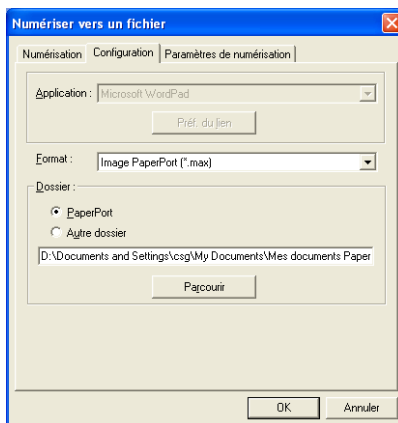 Numériser vers un fichier
Numérisation Configuration Paramètres de numérisation
Application : Microsoft WordPad
Préf. du lien
Format : Image PaperPort (*.max)
Dossier :
PaperPort
Autre dossier
D:\Documents and Settings\csg\My Documents\Mes documents Paper
Parcourir
OK Annuler